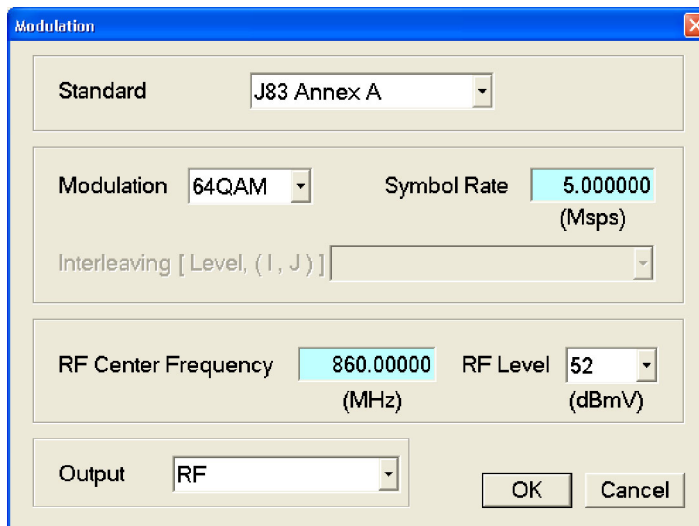 Modulation
Standard J83 Annex A
Modulation 64QAM Symbol Rate 5.000000
(Msps)
Interleaving [ Level, ( I , J ) ]
RF Center Frequency 860.00000 RF Level 52
(MHz) (dBmV)
Output RF
OK Cancel